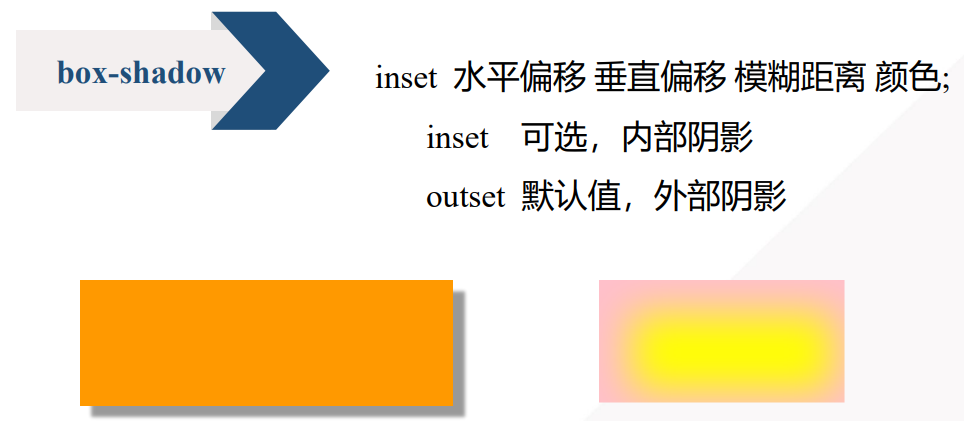 box-shadow
inset 水平偏移 垂直偏移 模糊距离 颜色;
inset 可选，内部阴影
outset 默认值，外部阴影